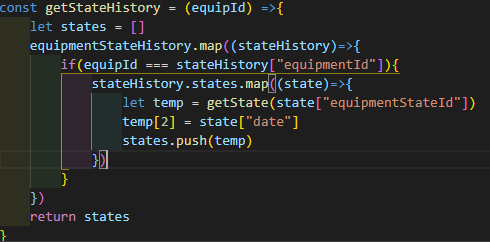 const getStateHistory = (equipId) =>{
    let states = []
    equipmentStateHistory.map((stateHistory)=>{
        if(equipId === stateHistory["equipmentId"]){
            stateHistory.states.map((state)=>{
                let temp = getState(state["equipmentStateId"])
                temp[2] = state["date"]
                states.push(temp)
            })
        }
    })
    return states
}